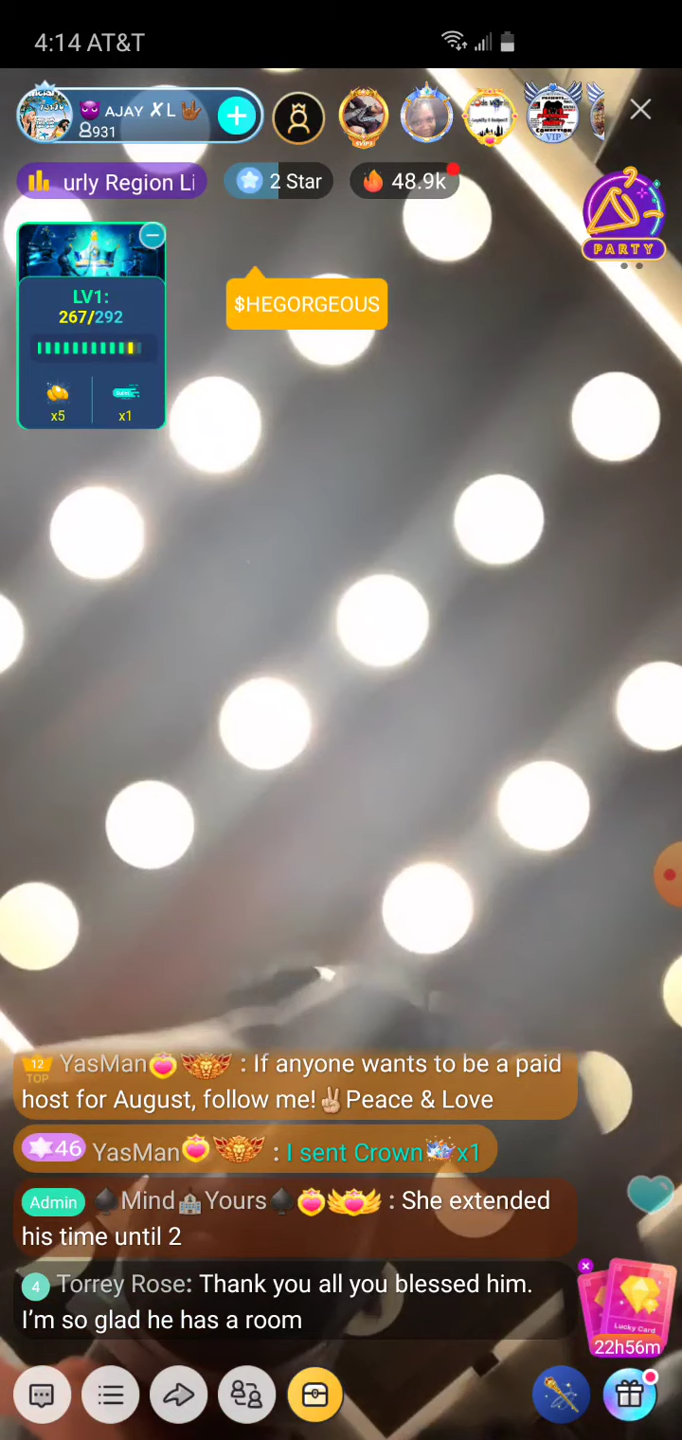 4:14 AT&T
AJAY X L
931
urly Region Li
2 Star
48.9k
PARTY
$HEGORGEOUS
LV1:
267/292
x5
x1
12 YasMan : If anyone wants to be a paid
TOP
host for August, follow me! Peace & Love
46 YasMan : I sent Crown x1
Admin Mind Yours : She extended
his time until 2
4 Torrey Rose: Thank you all you blessed him.
I'm so glad he has a room
Lucky Card
22h56m